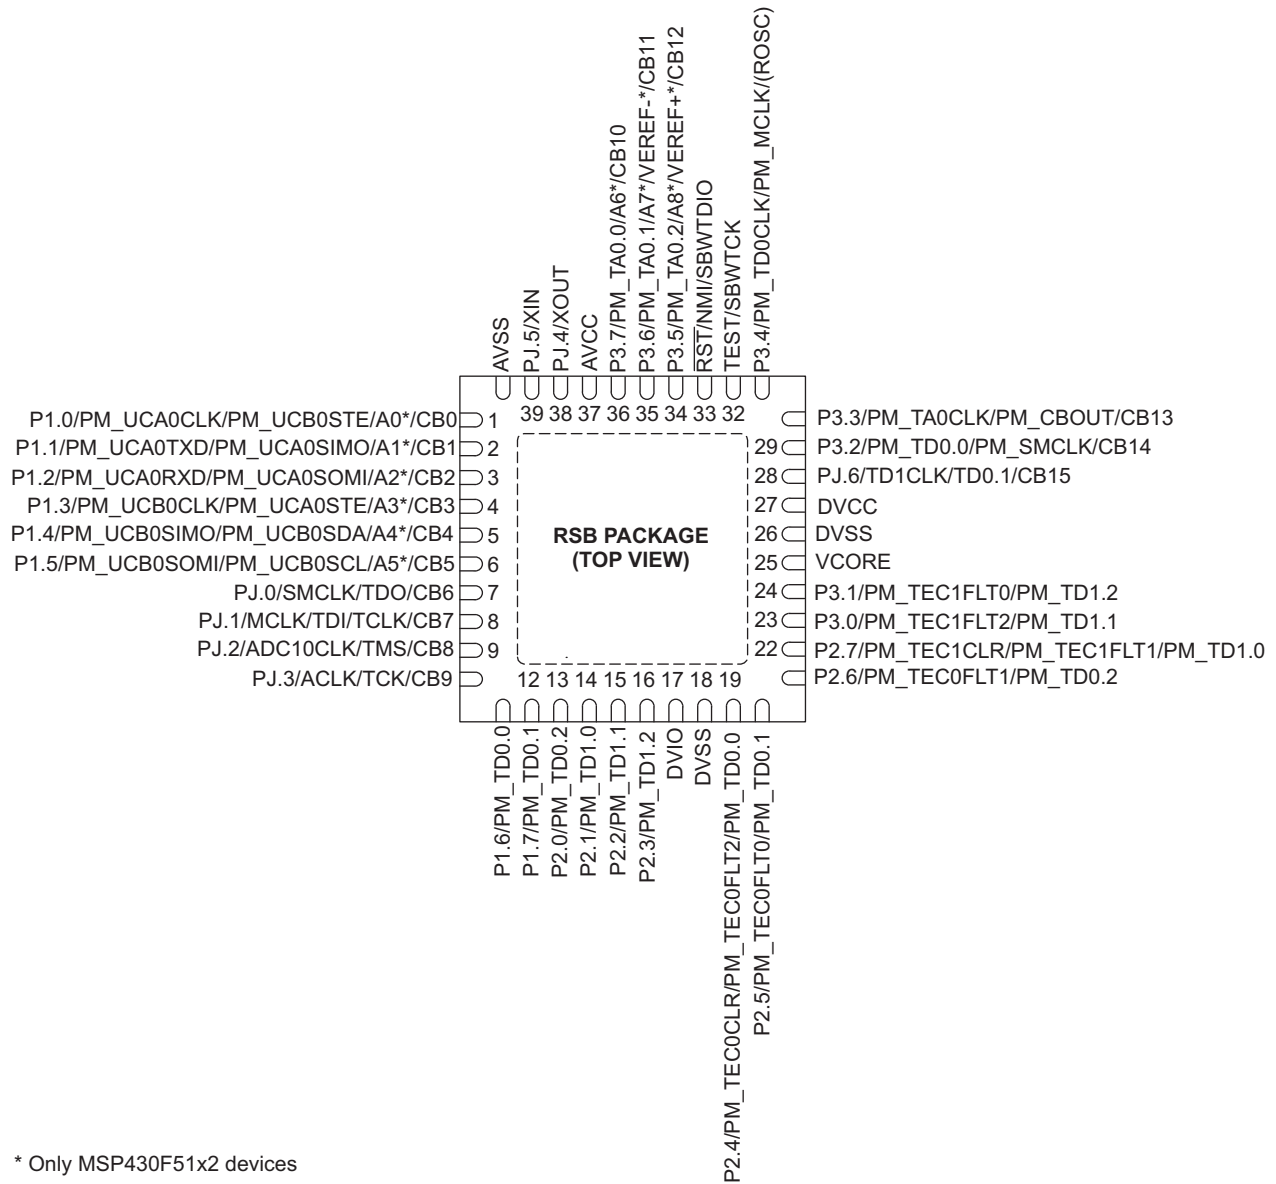 AVSS
PJ.5/XIN
PJ.4/XOUT
AVCC
P3.7/PM_TA0.0/A6*/CB10
P3.6/PM_TA0.1/A7*/VEREF-*/CB11
P3.5/PM_TA0.2/A8*/VEREF+*/CB12
RST/NMI/SBWTDIO
TEST/SBWTCK
P3.4/PM_TD0CLK/PM_MCLK/(ROSC)
39 38 37 36 35 34 33 32
P1.0/PM_UCA0CLK/PM_UCB0STE/A0*/CB0 1
P1.1/PM_UCA0TXD/PM_UCA0SIMO/A1*/CB1 2
P1.2/PM_UCA0RXD/PM_UCA0SOMI/A2*/CB2 3
P1.3/PM_UCB0CLK/PM_UCA0STE/A3*/CB3 4
P1.4/PM_UCB0SIMO/PM_UCB0SDA/A4*/CB4 5
P1.5/PM_UCB0SOMI/PM_UCB0SCL/A5*/CB5 6
PJ.0/SMCLK/TDO/CB6 7
PJ.1/MCLK/TDI/TCLK/CB7 8
PJ.2/ADC10CLK/TMS/CB8 9
PJ.3/ACLK/TCK/CB9
RSB PACKAGE
(TOP VIEW)
P3.3/PM_TA0CLK/PM_CBOUT/CB13
29 P3.2/PM_TD0.0/PM_SMCLK/CB14
28 PJ.6/TD1CLK/TD0.1/CB15
27 DVCC
26 DVSS
25 VCORE
24 P3.1/PM_TEC1FLT0/PM_TD1.2
23 P3.0/PM_TEC1FLT2/PM_TD1.1
22 P2.7/PM_TEC1CLR/PM_TEC1FLT1/PM_TD1.0
P2.6/PM_TEC0FLT1/PM_TD0.2
12 13 14 15 16 17 18 19
P1.6/PM_TD0.0
P1.7/PM_TD0.1
P2.0/PM_TD0.2
P2.1/PM_TD1.0
P2.2/PM_TD1.1
P2.3/PM_TD1.2
DVIO
DVSS
P2.4/PM_TEC0CLR/PM_TEC0FLT2/PM_TD0.0
P2.5/PM_TEC0FLT0/PM_TD0.1
* Only MSP430F51x2 devices